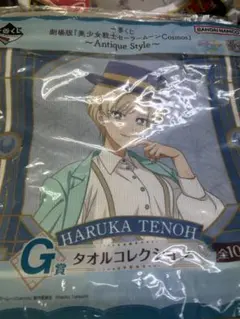 一番くじ
BANDAI NAMCO
劇場版「美少女戦士セーラームーンCosmos」
～Antique Style～
HARUKA TENOH
G賞
タオルコレクション
全10